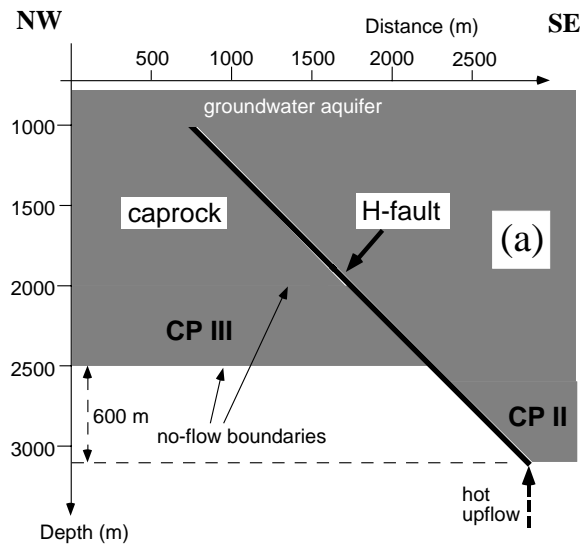 NW
Distance (m)
SE
500 1000 1500 2000 2500
groundwater aquifer
1000
caprock
H-fault
1500
(a)
2000
CP III
2500
600 m
no-flow boundaries
CP II
3000
hot
upflow
Depth (m)